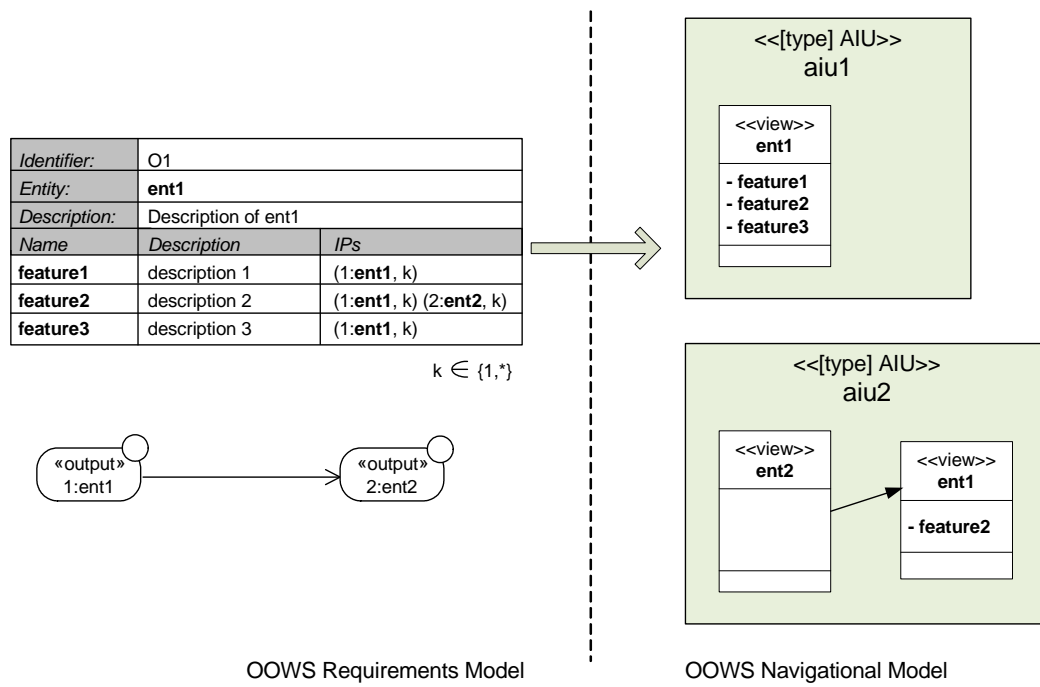 Identifier: O1
Entity: ent1
Description: Description of ent1
Name Description IPs
feature1 description 1 (1:ent1, k)
feature2 description 2 (1:ent1, k) (2:ent2, k)
feature3 description 3 (1:ent1, k)
k ∈ {1,*}
«output»
1:ent1
«output»
2:ent2
OOWS Requirements Model
<<[type] AIU>>
aiu1
<<view>>
ent1
- feature1
- feature2
- feature3
<<[type] AIU>>
aiu2
<<view>>
ent2
<<view>>
ent1
- feature2
OOWS Navigational Model